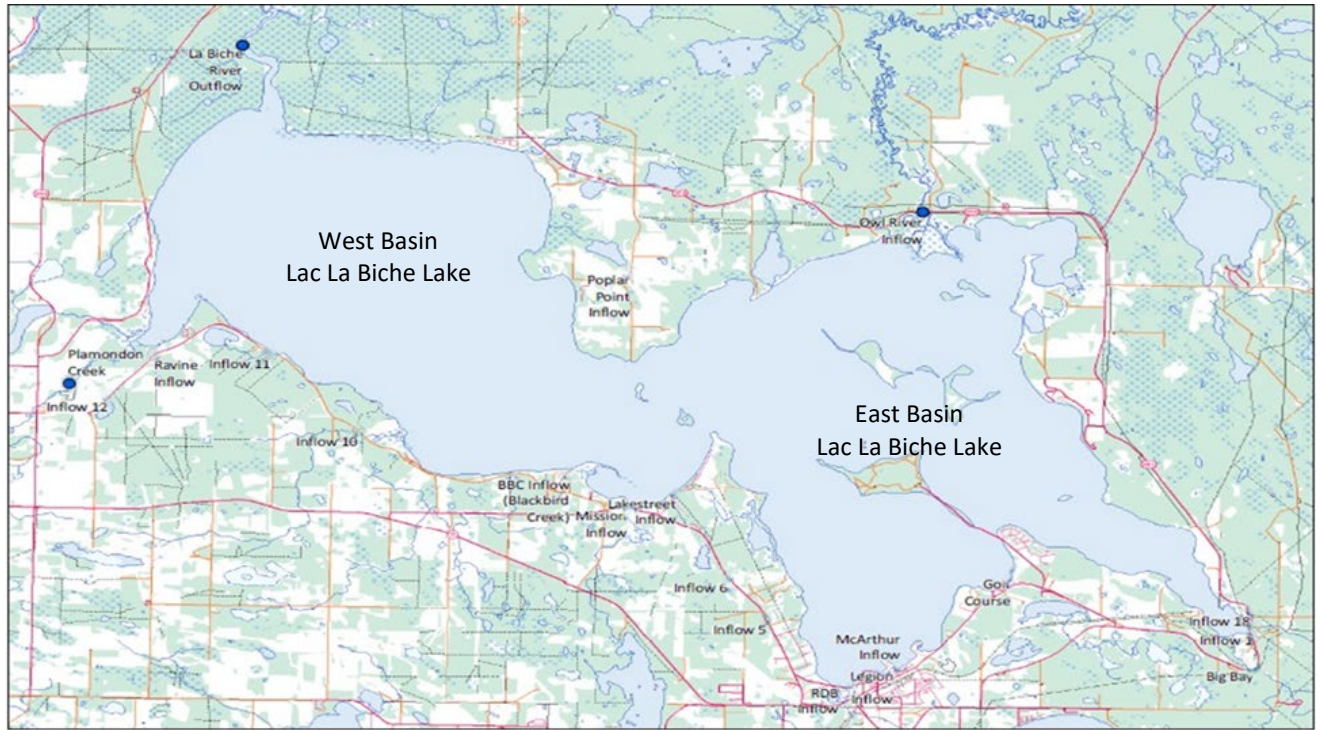 La Biche
River
Outflow
Owl River
Inflow
West Basin
Lac La Biche Lake
Poplar
Point
Inflow
Plamondon
Creek
Ravine
Inflow
Inflow 11
Inflow 12
East Basin
Lac La Biche Lake
Inflow 10
BBC Inflow
(Blackbird
Creek)
Mission
Inflow
Lakestreet
Inflow
Inflow 6
Golf
Course
Inflow 5
Inflow 18
Inflow 1
McArthur
Inflow
Big Bay
Legion
Inflow
RDB
Inflow